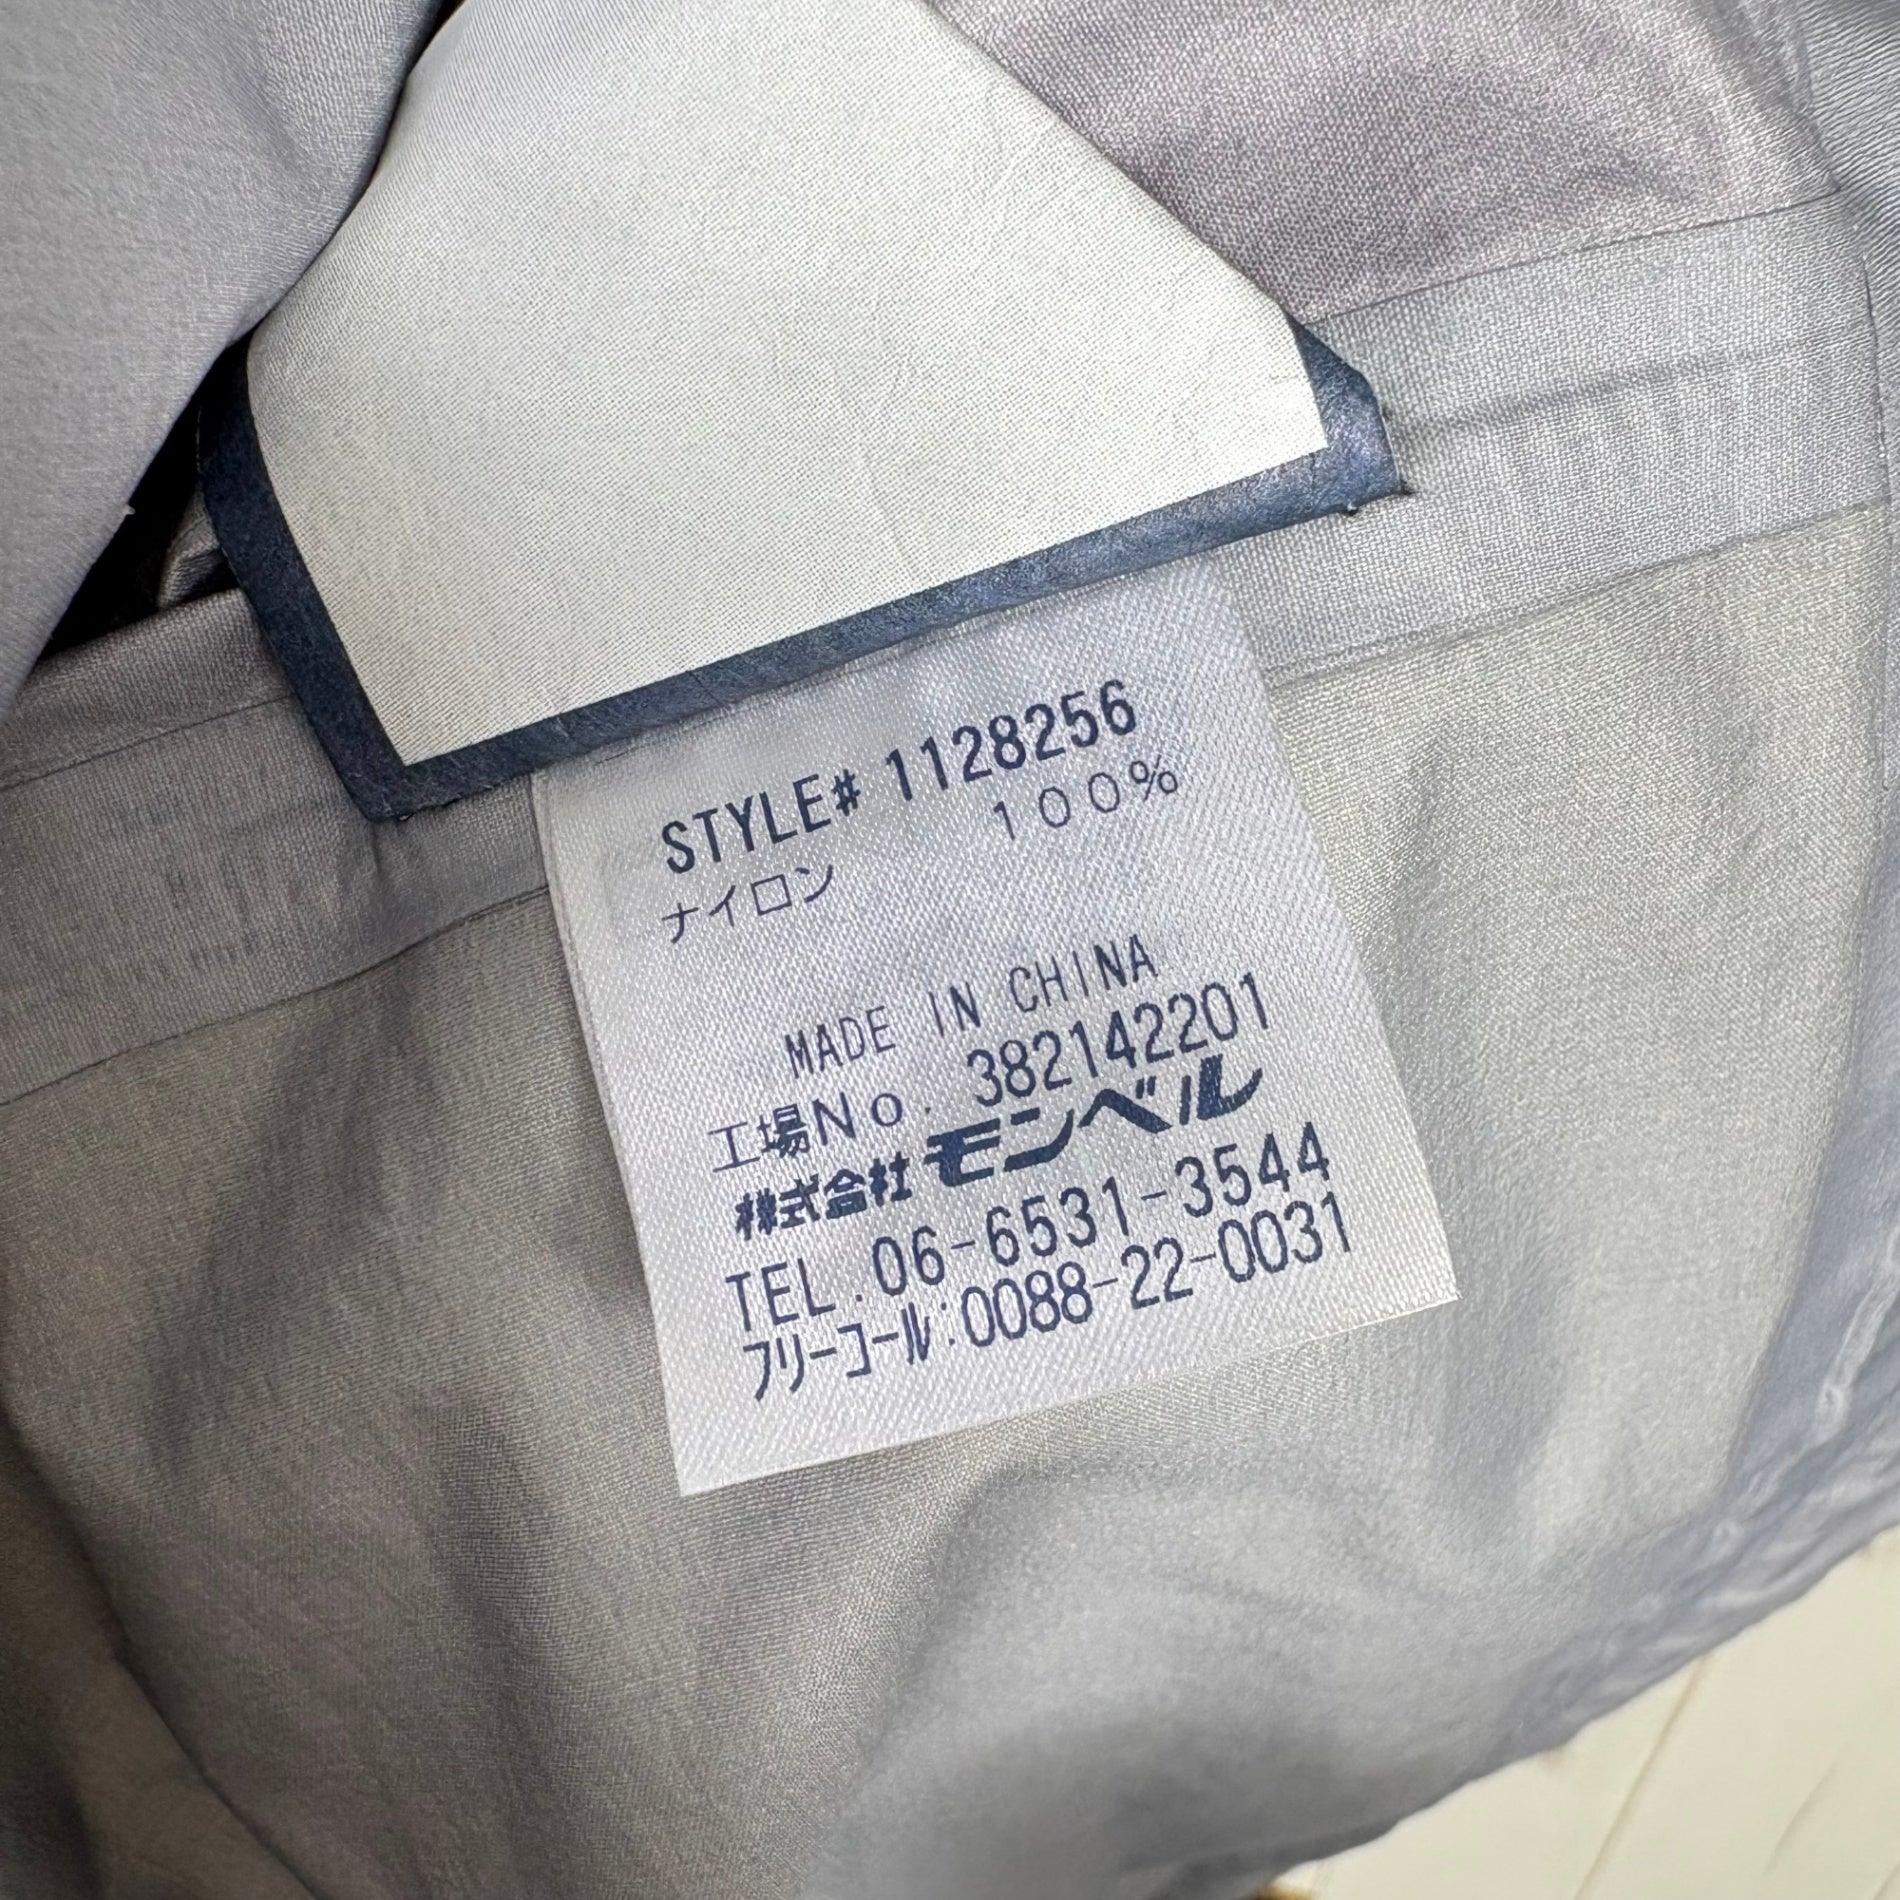 STYLE# 1128256
ナイロン 100%
MADE IN CHINA
工場No. 382142201
株式会社 モンベル
TEL.06-6531-3544
フリーコール:0088-22-0031